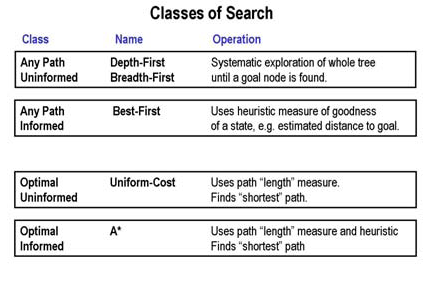 Classes of Search
Class Name Operation
Any Path Depth-First Systematic exploration of whole tree
Uninformed Breadth-First until a goal node is found.
Any Path Best-First Uses heuristic measure of goodness
Informed of a state, e.g. estimated distance to goal.
Optimal Uniform-Cost Uses path “length” measure.
Uninformed Finds “shortest” path.
Optimal A* Uses path “length” measure and heuristic
Informed Finds “shortest” path